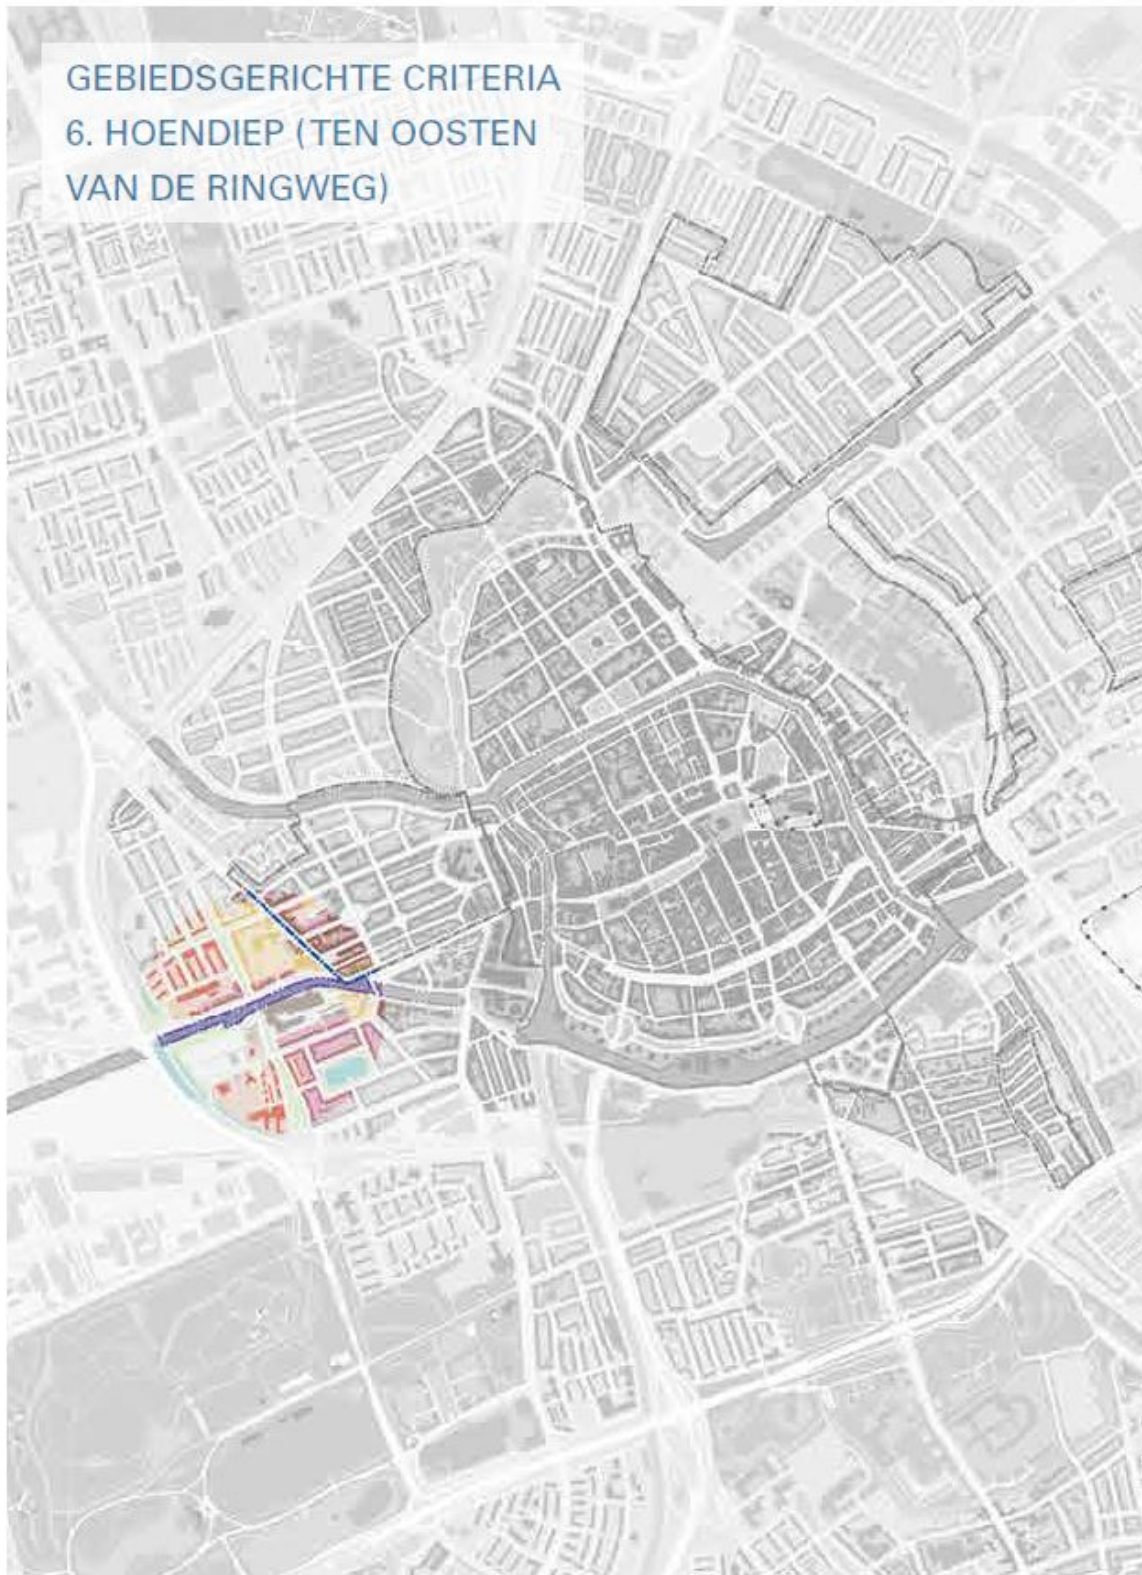 GEBIEDSGERICHTE CRITERIA
6. HOENDIEP (TEN OOSTEN
VAN DE RINGWEG)